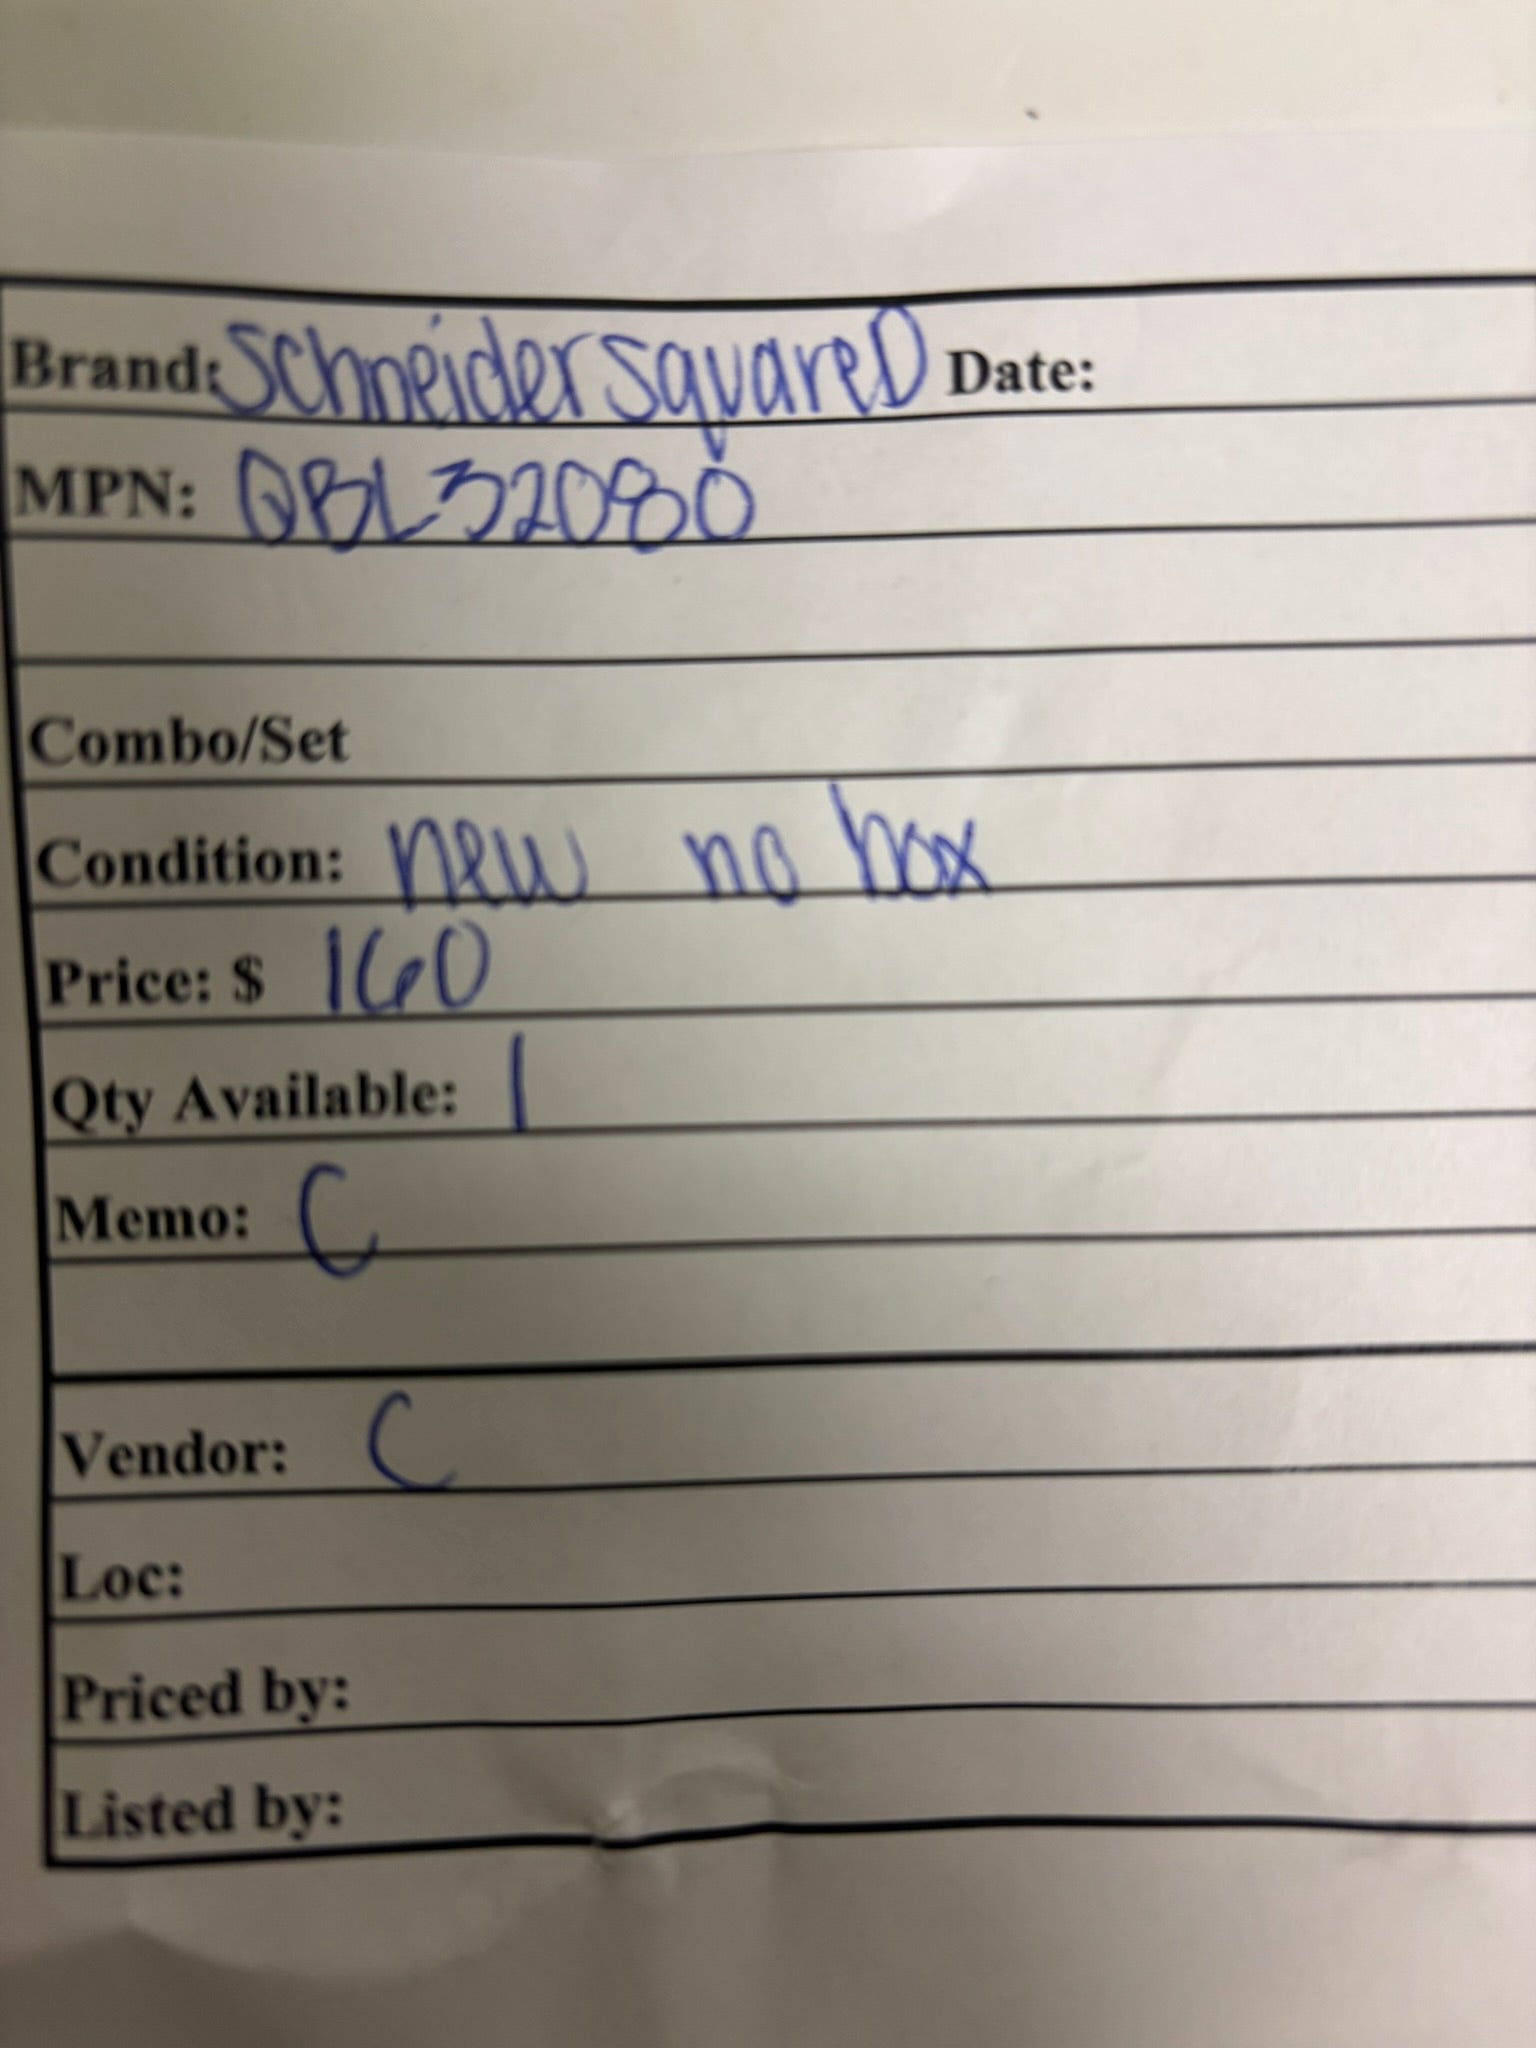 Brand: Schneider SquareD Date:
MPN: QBL32080
Combo/Set
Condition: new no box
Price: $ 160
Qty Available: 1
Memo: C
Vendor: C
Loc:
Priced by:
Listed by: